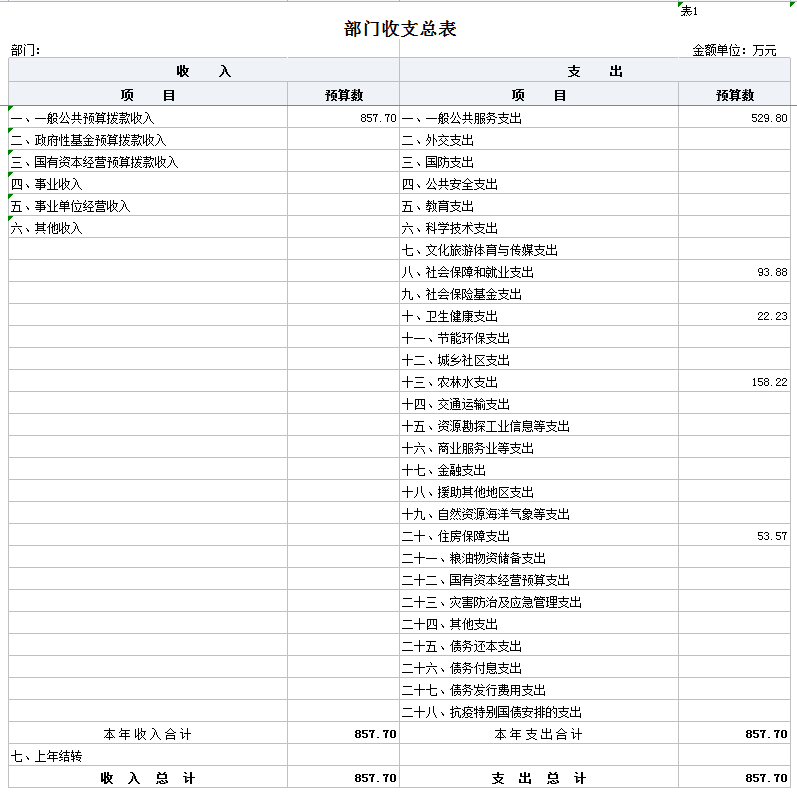 表1
部门收支总表
部门： 金额单位：万元
收 入 支 出
项 目 预算数 项 目 预算数
一、一般公共预算拨款收入 857.70 一、一般公共服务支出 529.80
二、政府性基金预算拨款收入 二、外交支出
三、国有资本经营预算拨款收入 三、国防支出
四、事业收入 四、公共安全支出
五、事业单位经营收入 五、教育支出
六、其他收入 六、科学技术支出
七、文化旅游体育与传媒支出
八、社会保障和就业支出 93.88
九、社会保险基金支出
十、卫生健康支出 22.23
十一、节能环保支出
十二、城乡社区支出
十三、农林水支出 158.22
十四、交通运输支出
十五、资源勘探工业信息等支出
十六、商业服务业等支出
十七、金融支出
十八、援助其他地区支出
十九、自然资源海洋气象等支出
二十、住房保障支出 53.57
二十一、粮油物资储备支出
二十二、国有资本经营预算支出
二十三、灾害防治及应急管理支出
二十四、其他支出
二十五、债务还本支出
二十六、债务付息支出
二十七、债务发行费用支出
二十八、抗疫特别国债安排的支出
本年收入合计 857.70 本年支出合计 857.70
七、上年结转
收 入 总 计 857.70 支 出 总 计 857.70